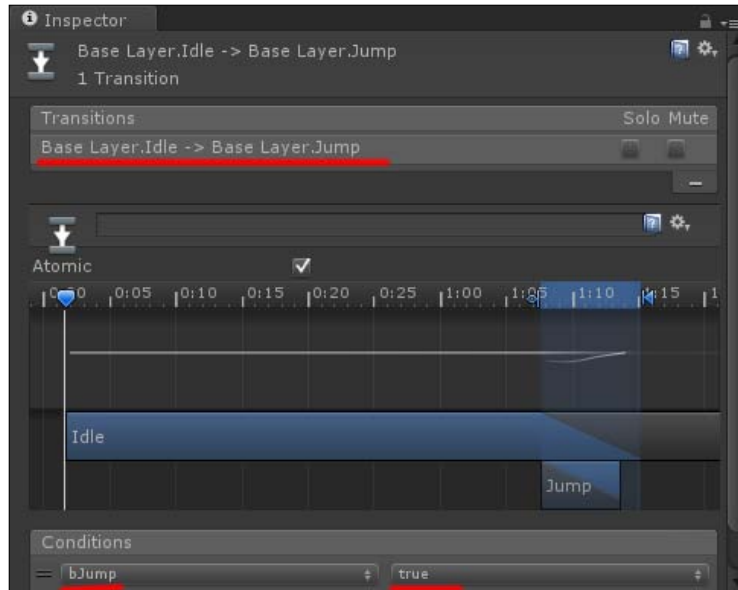 Inspector
Base Layer.Idle -> Base Layer.Jump
1 Transition
Transitions Solo Mute
Base Layer.Idle -> Base Layer.Jump
Atomic
0:05 0:10 0:15 0:20 0:25 1:00 1:05 1:10 1:15
Idle
Jump
Conditions
bJump true